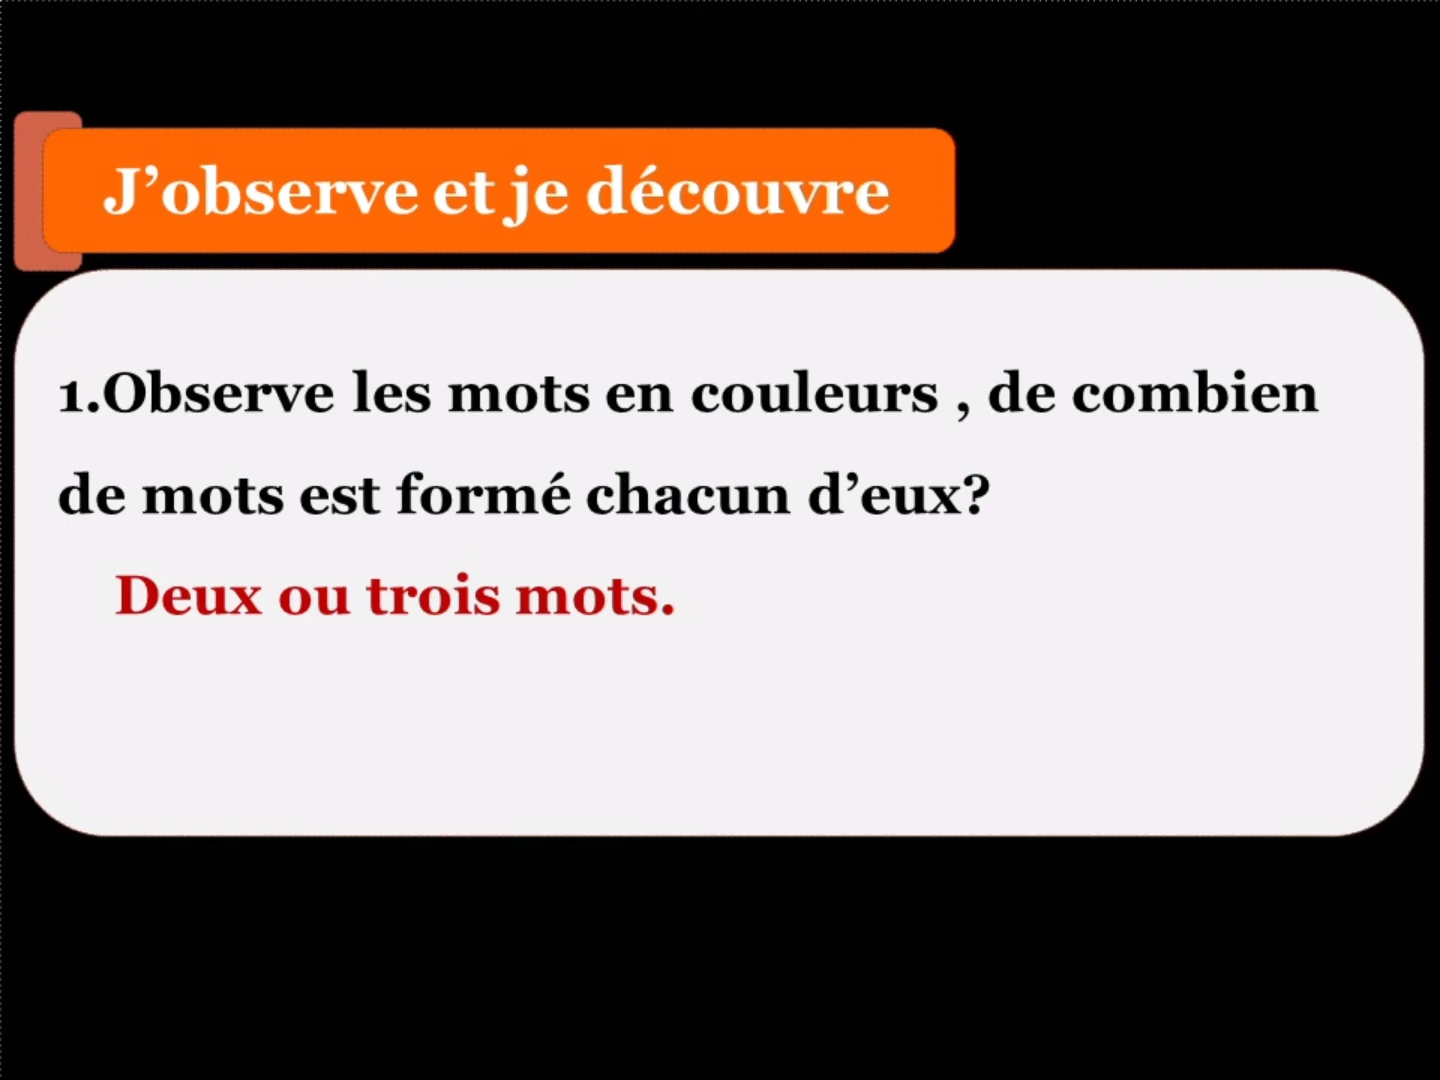 J’observe et je découvre
1.Observe les mots en couleurs , de combien
de mots est formé chacun d’eux?
Deux ou trois mots.